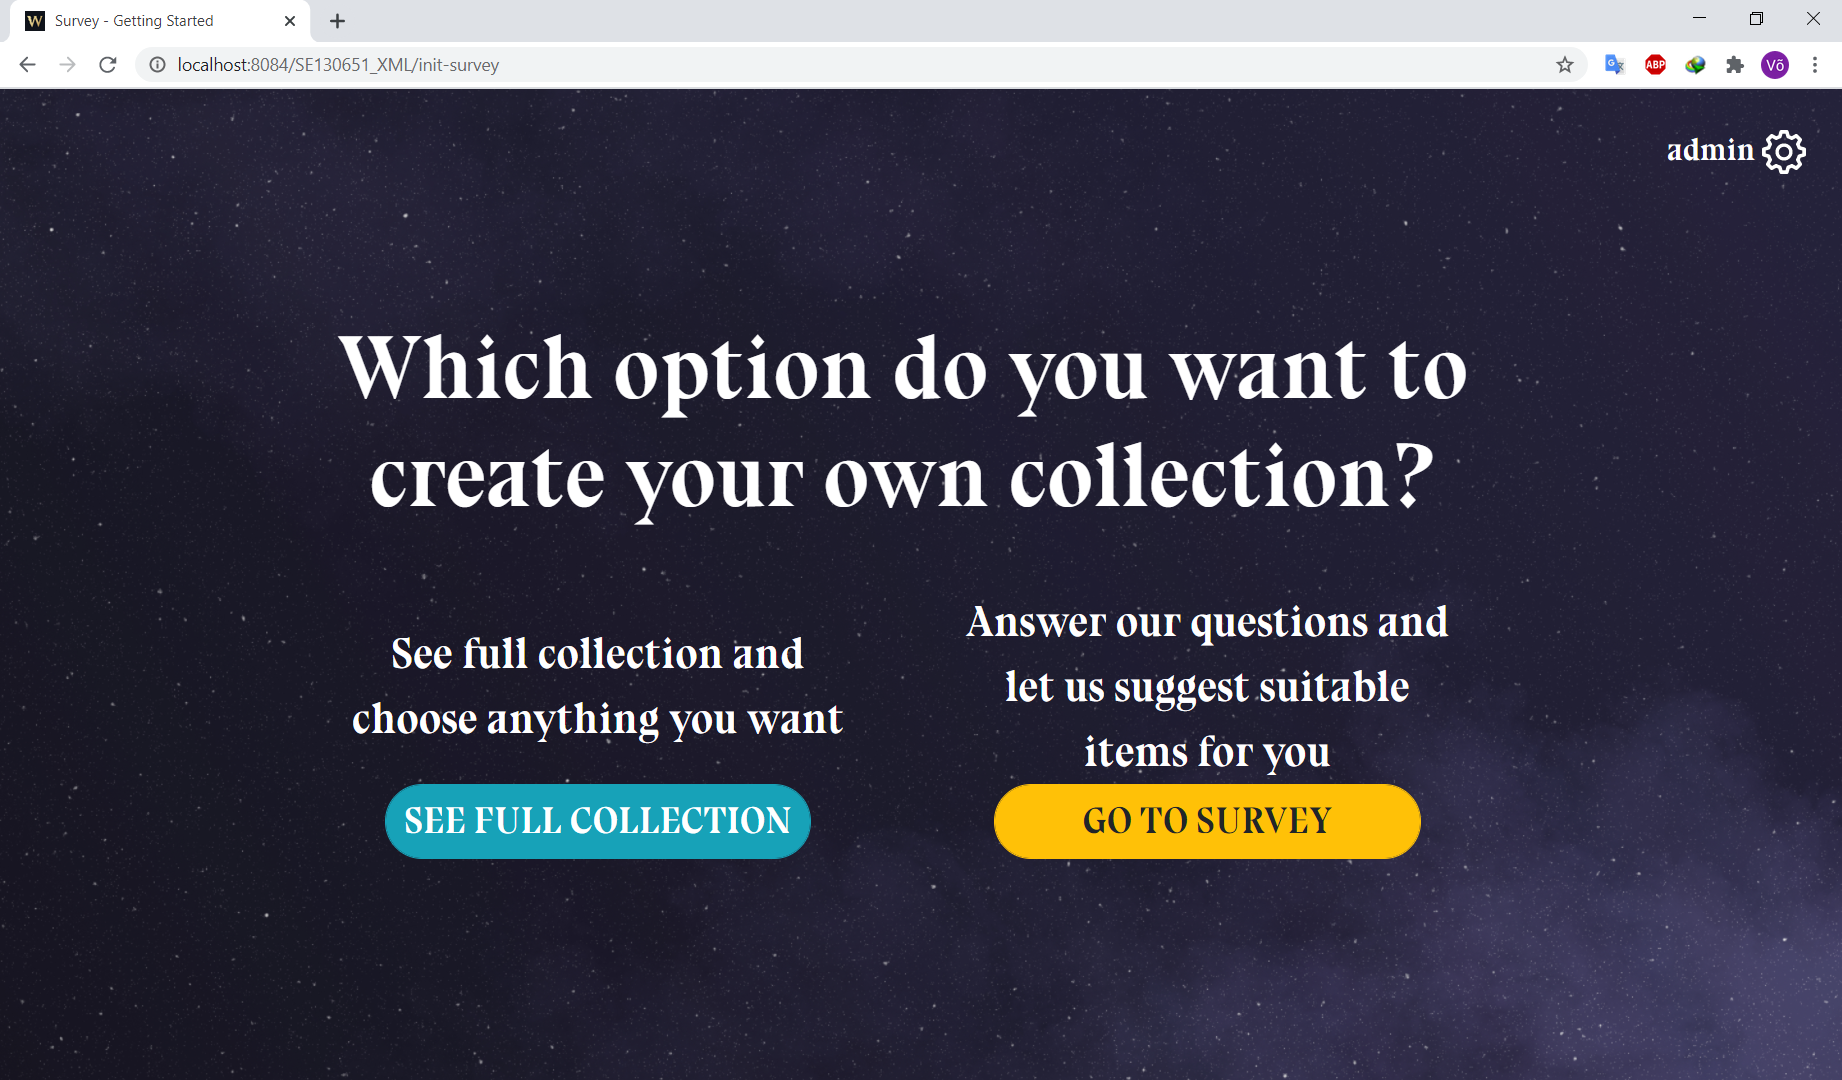 W Survey - Getting Started
localhost:8084/SE130651_XML/init-survey
ABP
Võ
admin
Which option do you want to
create your own collection?
See full collection and
choose anything you want
SEE FULL COLLECTION
Answer our questions and
let us suggest suitable
items for you
GO TO SURVEY